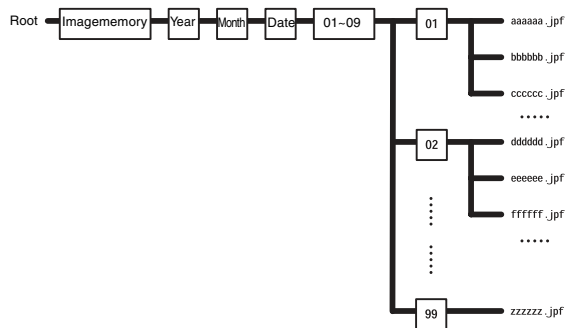 Root Imagememory Year Month Date 01~09 01 aaaaaa.jpf
bbbbbb.jpf
cccccc.jpf
02 dddddd.jpf
eeeeee.jpf
ffffff.jpf
99 zzzzzz.jpf